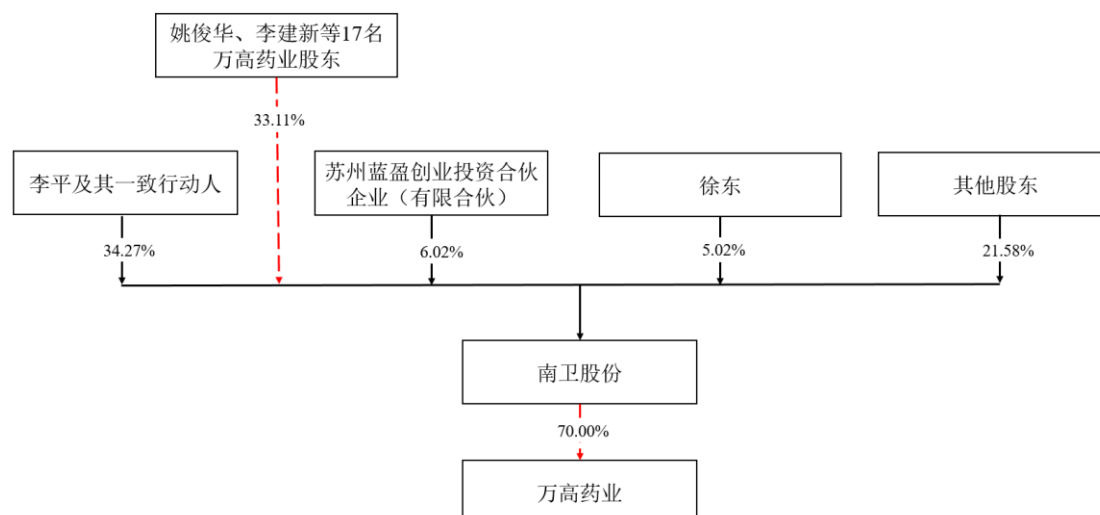 姚俊华、李建新等17名
万高药业股东
33.11%
李平及其一致行动人
苏州蓝盈创业投资合伙
企业（有限合伙）
徐东
其他股东
34.27%
6.02%
5.02%
21.58%
南卫股份
70.00%
万高药业